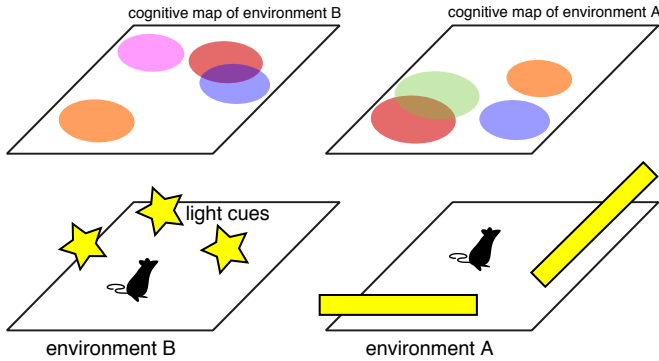 cognitive map of environment B
cognitive map of environment A
light cues
environment B
environment A